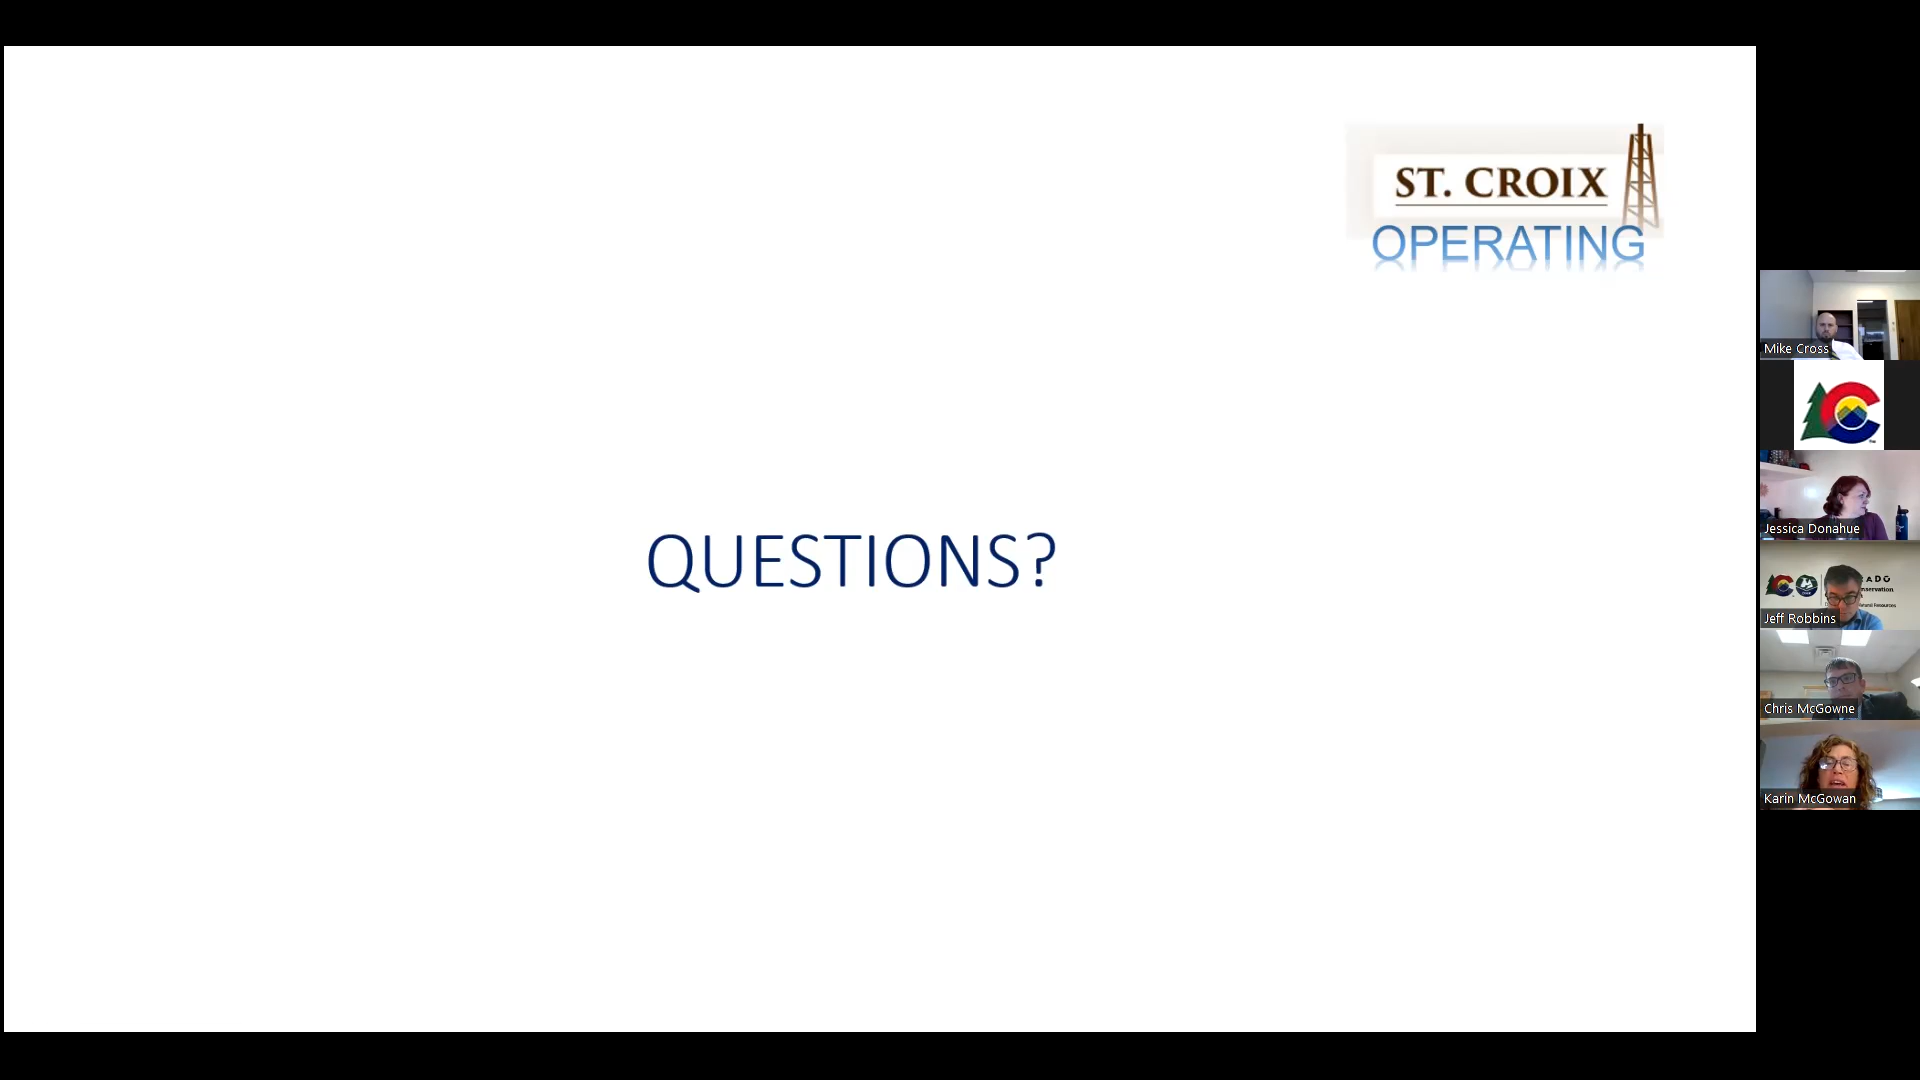 ST. CROIX
OPERATING
QUESTIONS?
Mike Cross
Jessica Donahue
Jeff Robbins
Chris McGowne
Karin McGowan